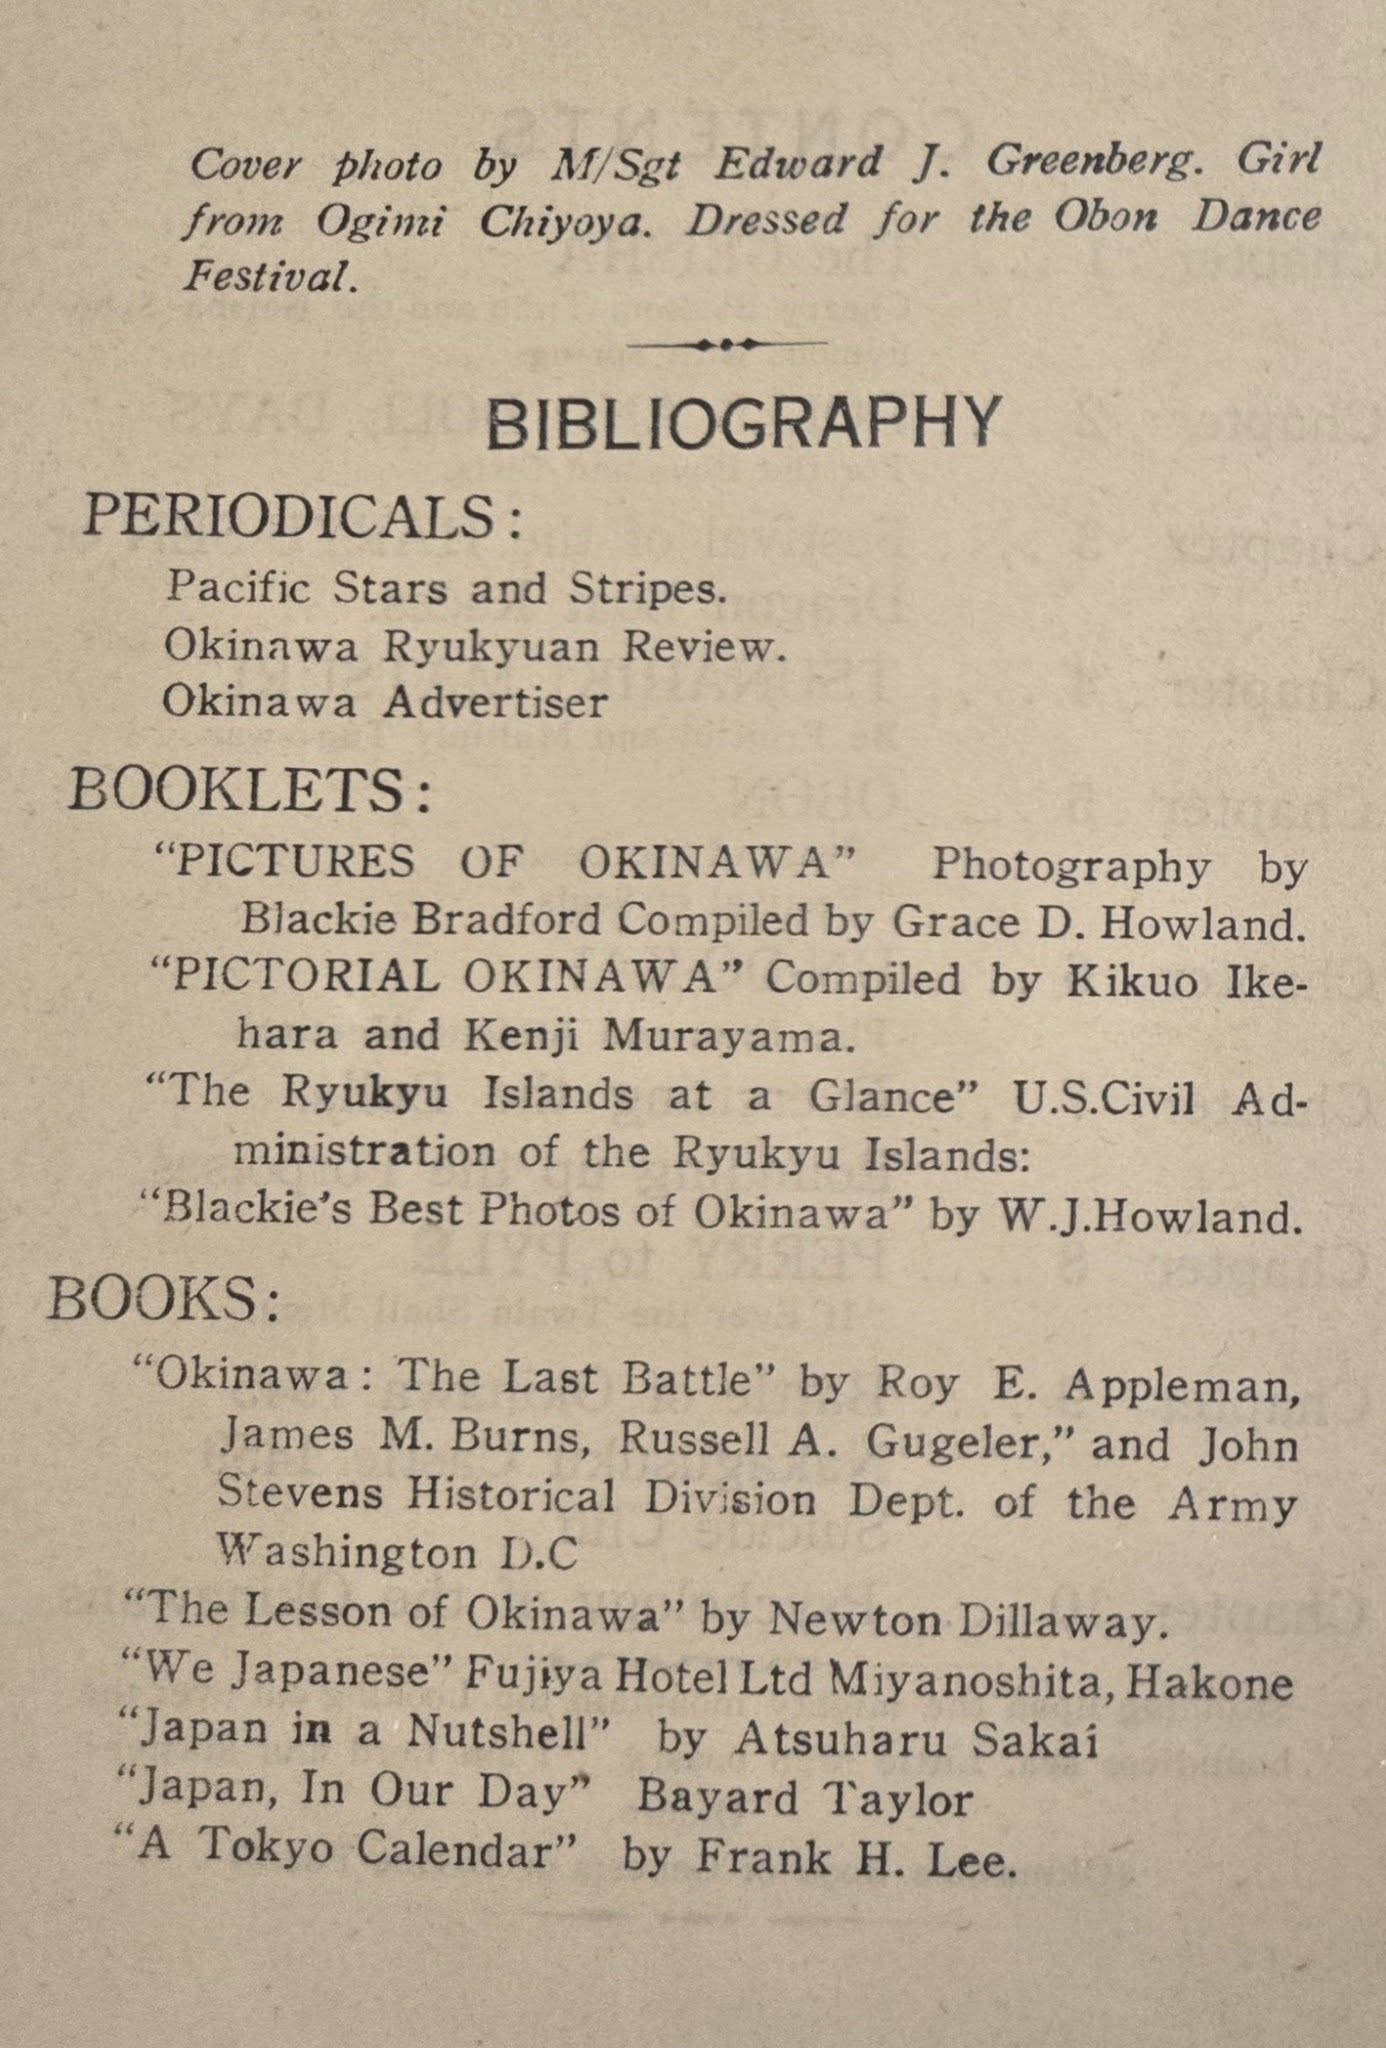 Cover photo by M/Sgt Edward J. Greenberg. Girl
from Ogimi Chiyoya. Dressed for the Obon Dance
Festival.
BIBLIOGRAPHY
PERIODICALS:
Pacific Stars and Stripes.
Okinawa Ryukyuan Review.
Okinawa Advertiser
BOOKLETS:
“PICTURES OF OKINAWA” Photography by
Blackie Bradford Compiled by Grace D. Howland.
“PICTORIAL OKINAWA” Compiled by Kikuo Ike-
hara and Kenji Murayama.
“The Ryukyu Islands at a Glance” U.S.Civil Ad-
ministration of the Ryukyu Islands:
“Blackie’s Best Photos of Okinawa” by W.J.Howland.
BOOKS:
“Okinawa: The Last Battle” by Roy E. Appleman,
James M. Burns, Russell A. Gugeler,” and John
Stevens Historical Division Dept. of the Army
Washington D.C
“The Lesson of Okinawa” by Newton Dillaway.
“We Japanese” Fujiya Hotel Ltd Miyanoshita, Hakone
“Japan in a Nutshell” by Atsuharu Sakai
“Japan, In Our Day” Bayard Taylor
“A Tokyo Calendar” by Frank H. Lee.